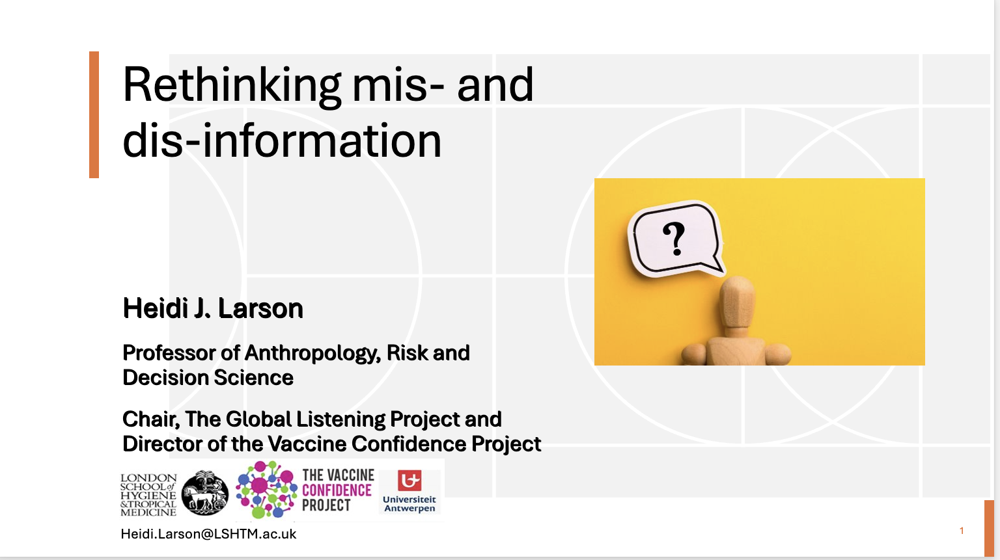 Rethinking mis- and
dis-information
?
Heidi J. Larson
Professor of Anthropology, Risk and
Decision Science
Chair, The Global Listening Project and
Director of the Vaccine Confidence Project
LONDON
SCHOOL of
HYGIENE
& TROPICAL
MEDICINE
THE VACCINE
CONFIDENCE
PROJECT
Universiteit
Antwerpen
Heidi.Larson@LSHTM.ac.uk
1